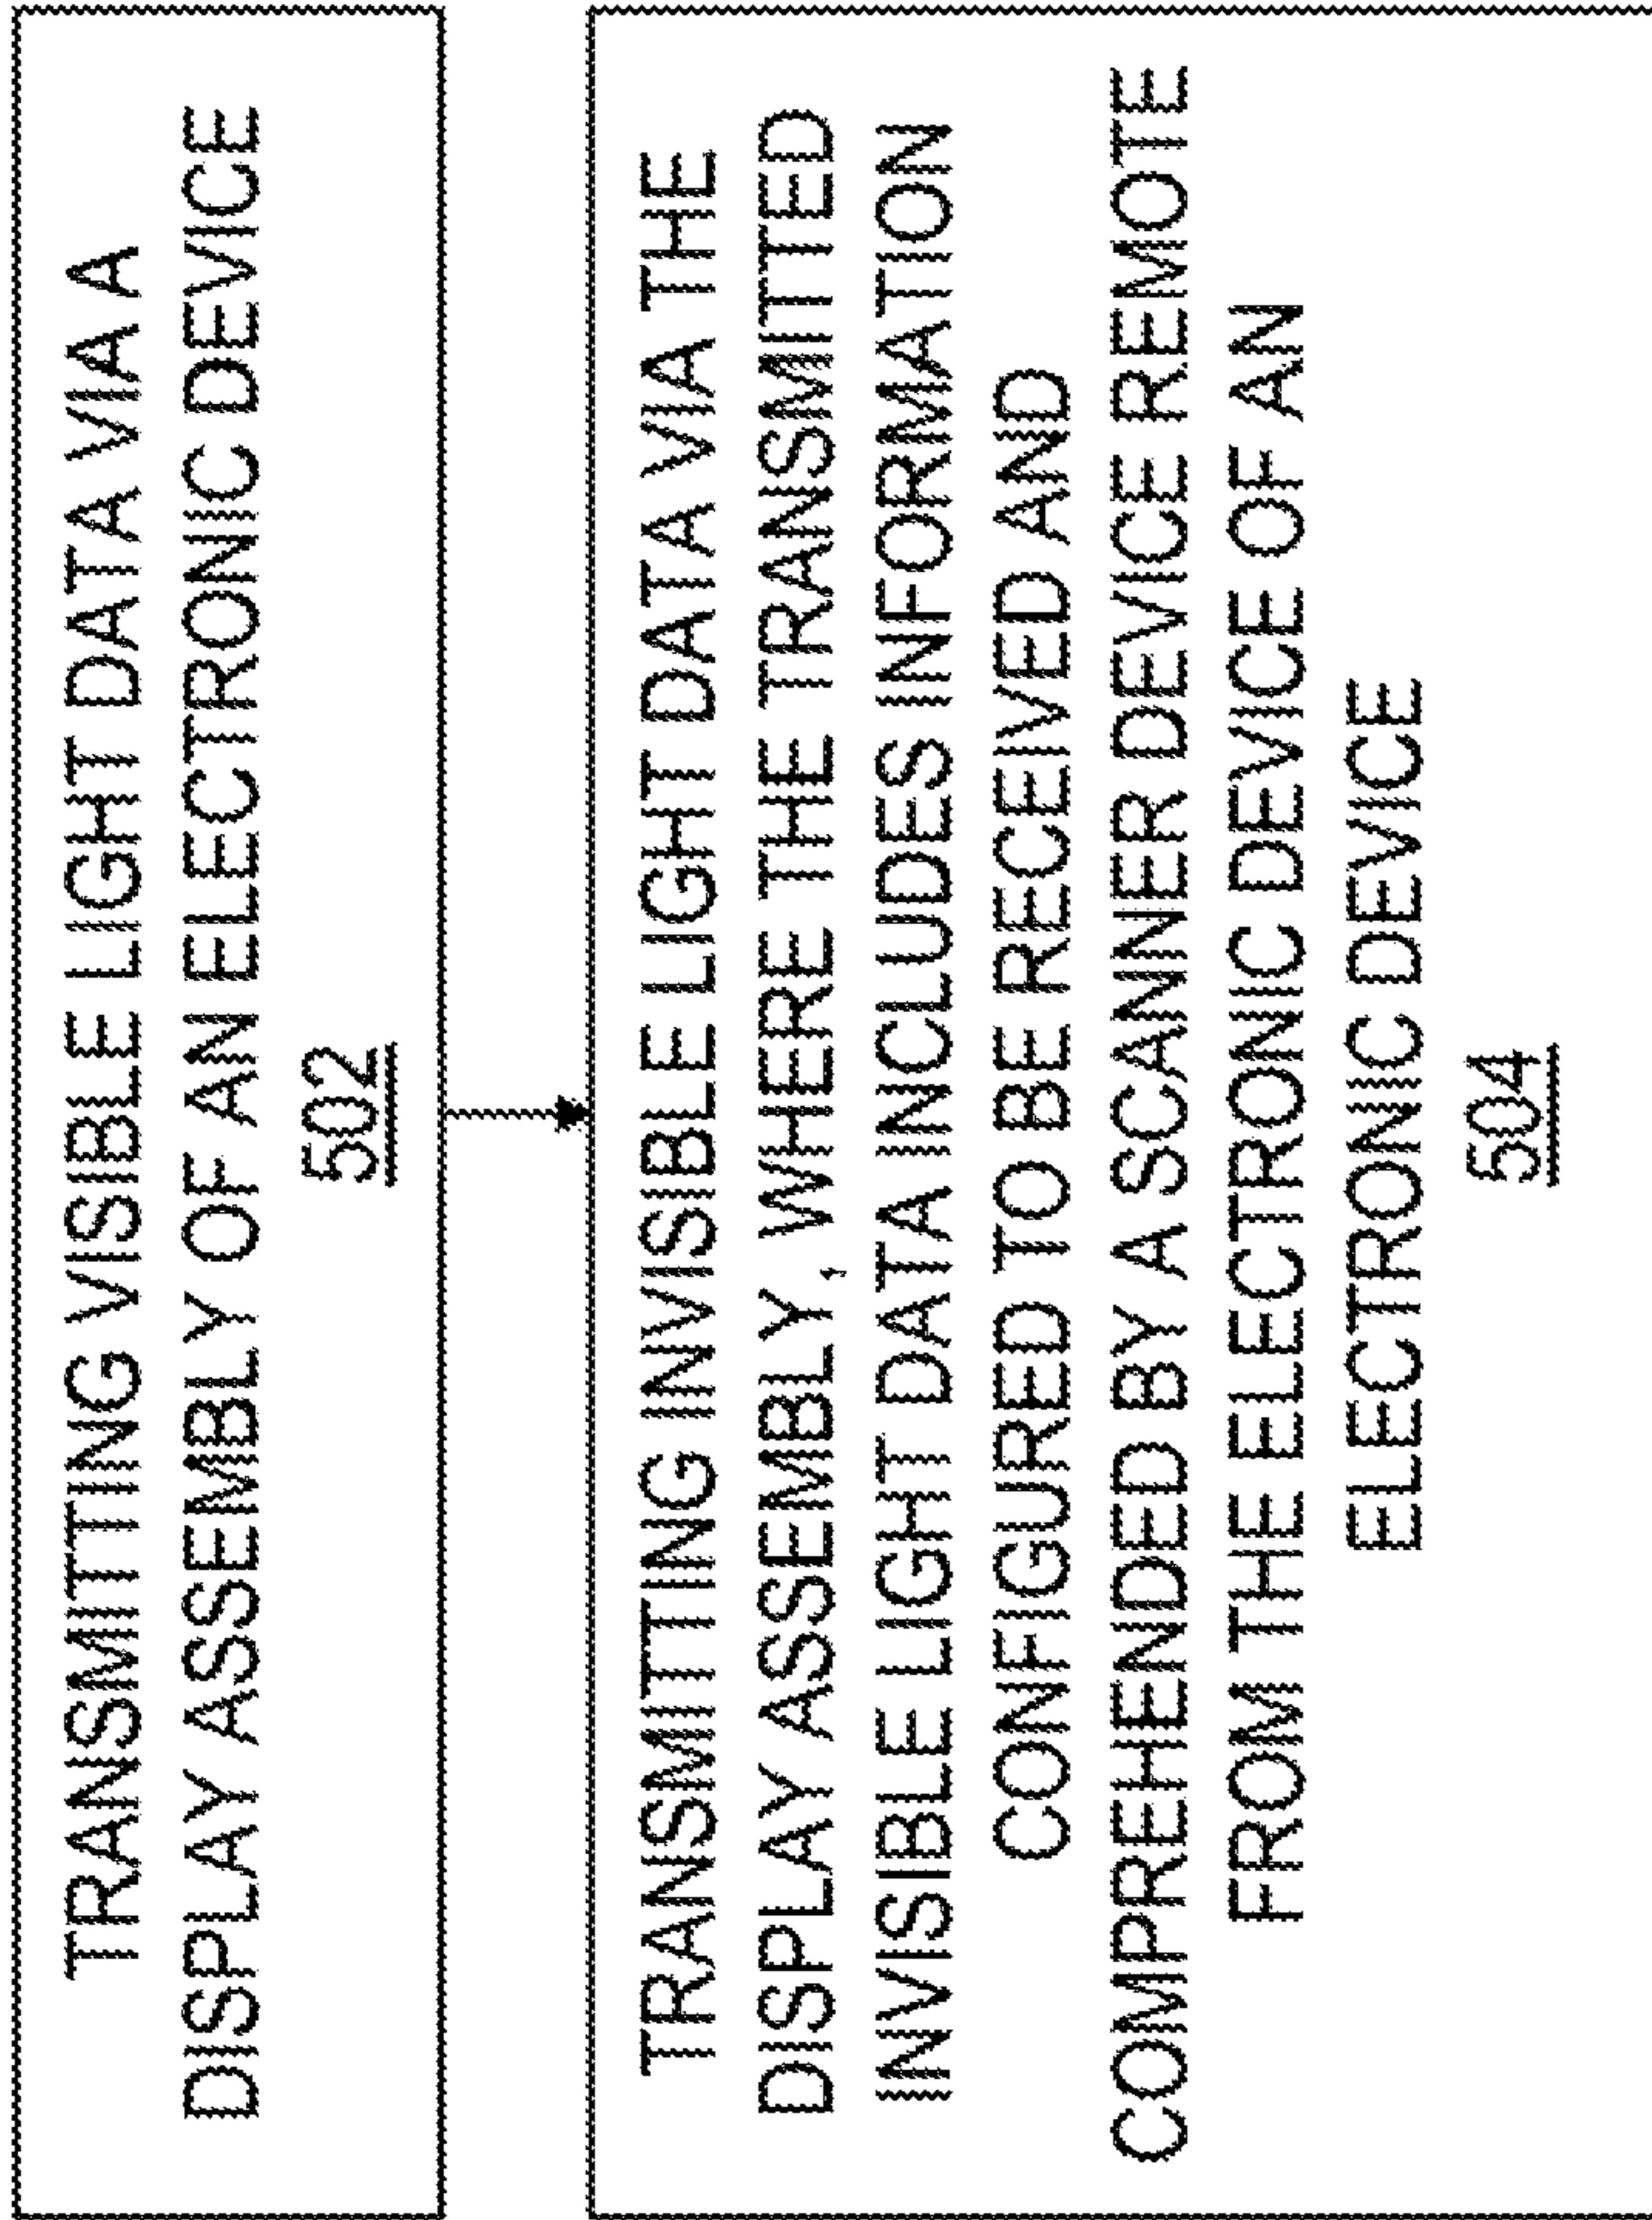 TRANSMITTING VISIBLE LIGHT DATA VIA A
DISPLAY ASSEMBLY OF AN ELECTRONIC DEVICE
502
TRANSMITTING INVISIBLE LIGHT DATA VIA THE
DISPLAY ASSEMBLY, WHERE THE TRANSMITTED
INVISIBLE LIGHT DATA INCLUDES INFORMATION
CONFIGURED TO BE RECEIVED AND
COMPREHENDED BY A SCANNER DEVICE REMOTE
FROM THE ELECTRONIC DEVICE OF AN
ELECTRONIC DEVICE
504